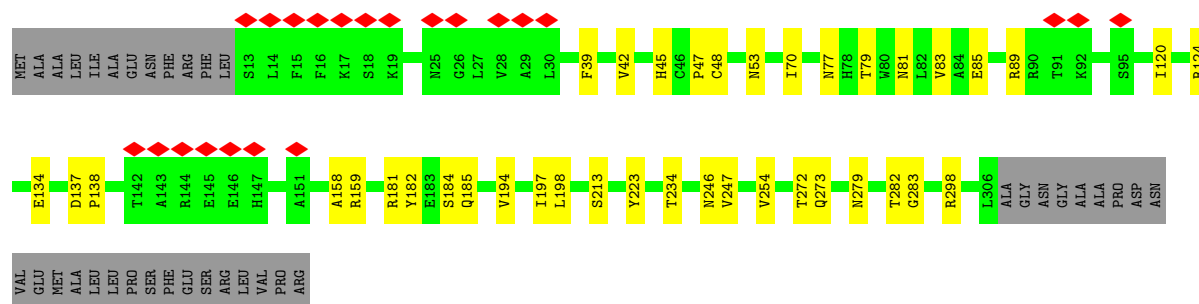 MET ALA ALA LEU ILE ALA GLU ASN PHE ARG PHE LEU S13 L14 F15 F16 K17 S18 K19 N25 G26 L27 V28 A29 L30 F39 V42 H45 C46 P47 C48 N53 I70 N77 H78 T79 W80 N81 L82 V83 A84 E85 R89 R90 T91 K92 S95 I120
E134 D137 P138 T142 A143 R144 E145 E146 H147 A151 A158 R159 R181 Y182 E183 S184 Q185 V194 I197 L198 S213 Y223 T234 N246 V247 V254 T272 Q273 N279 T282 G283 R298 L306 ALA GLY ASN GLY ALA ALA PRO ASP ASN
VAL GLU MET ALA LEU LEU PRO SER PHE GLU SER ARG LEU VAL PRO ARG